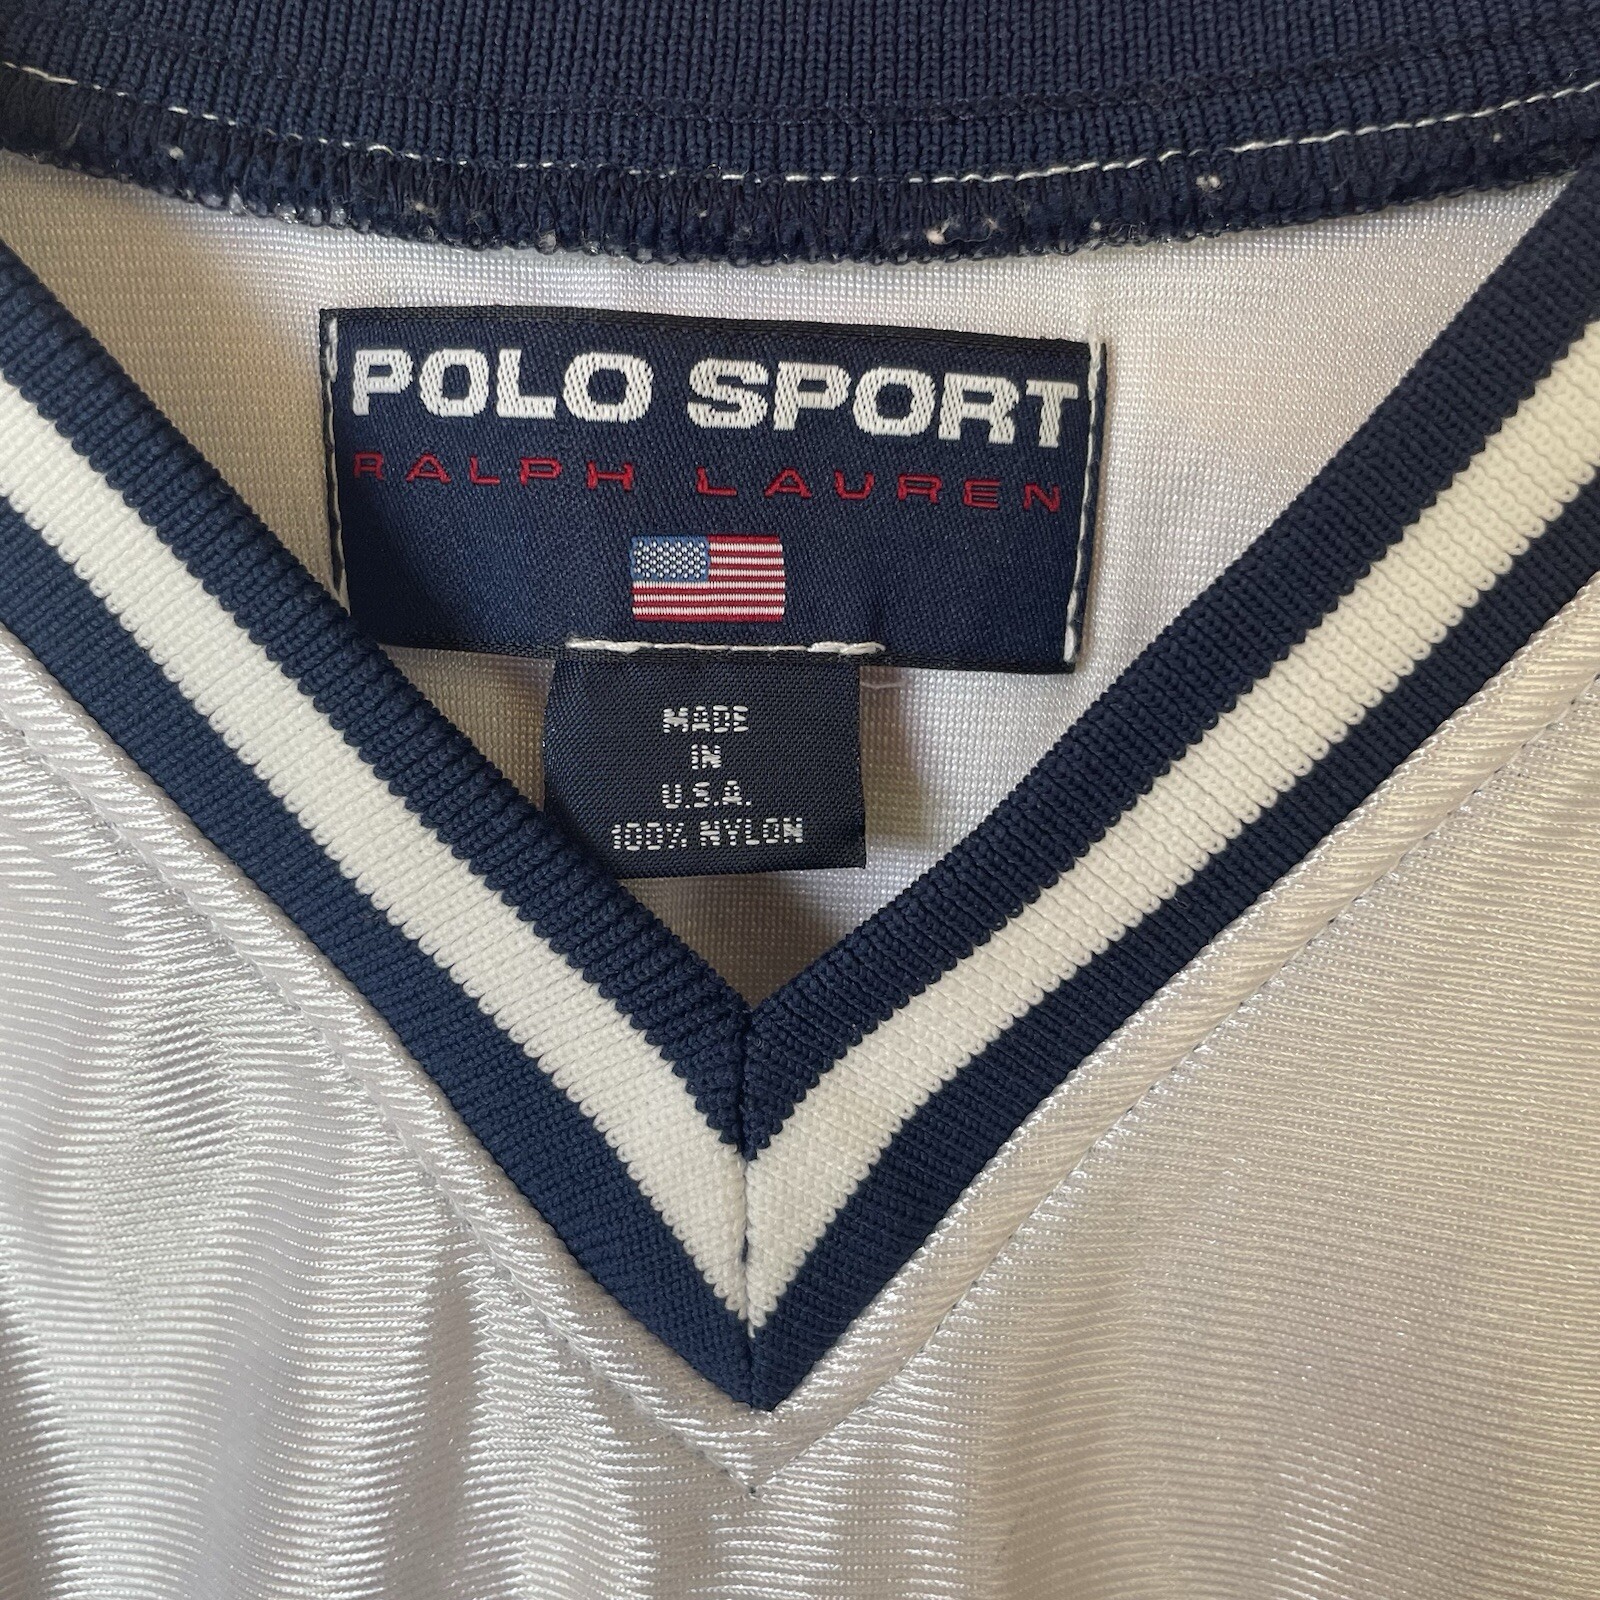 POLO SPORT
RALPH LAUREN
MADE
IN
U.S.A.
100% NYLON